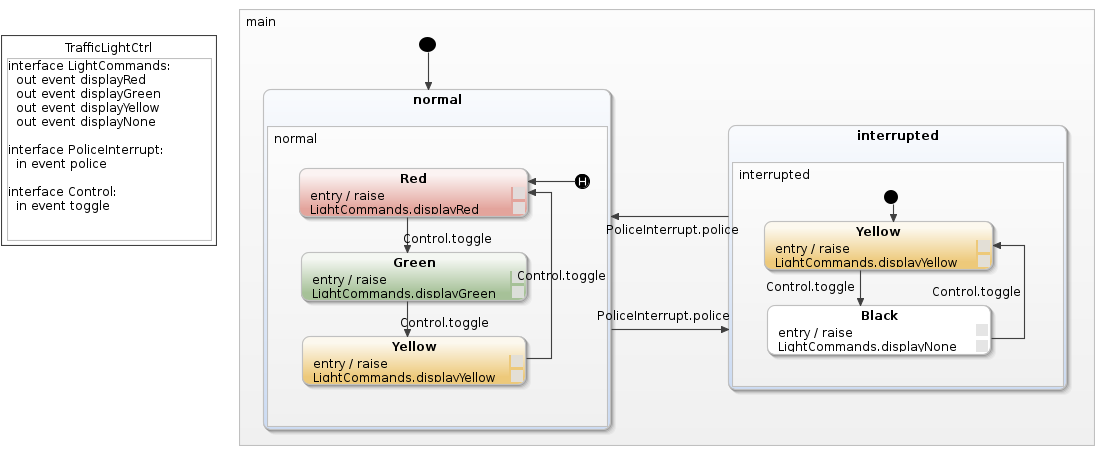 TrafficLightCtrl
interface LightCommands:
out event displayRed
out event displayGreen
out event displayYellow
out event displayNone
interface PoliceInterrupt:
in event police
interface Control:
in event toggle
main
normal
normal
Red
entry / raise
LightCommands.displayRed
H
Control.toggle
Green
entry / raise
LightCommands.displayGreen
Control.toggle
Control.toggle
Yellow
entry / raise
LightCommands.displayYellow
PoliceInterrupt.police
PoliceInterrupt.police
interrupted
interrupted
Yellow
entry / raise
LightCommands.displayYellow
Control.toggle
Control.toggle
Black
entry / raise
LightCommands.displayNone